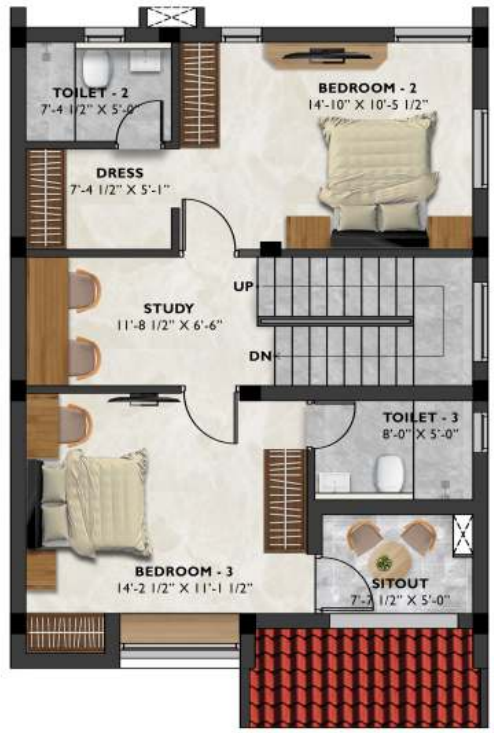 TOILET - 2
7'-4 1/2" X 5'-0"
BEDROOM - 2
14'-10" X 10'-5 1/2"
DRESS
7'-4 1/2" X 5'-1"
UP
STUDY
11'-8 1/2" X 6'-6"
DN
TOILET - 3
8'-0" X 5'-0"
BEDROOM - 3
14'-2 1/2" X 11'-1 1/2"
SITOUT
7'-7 1/2" X 5'-0"